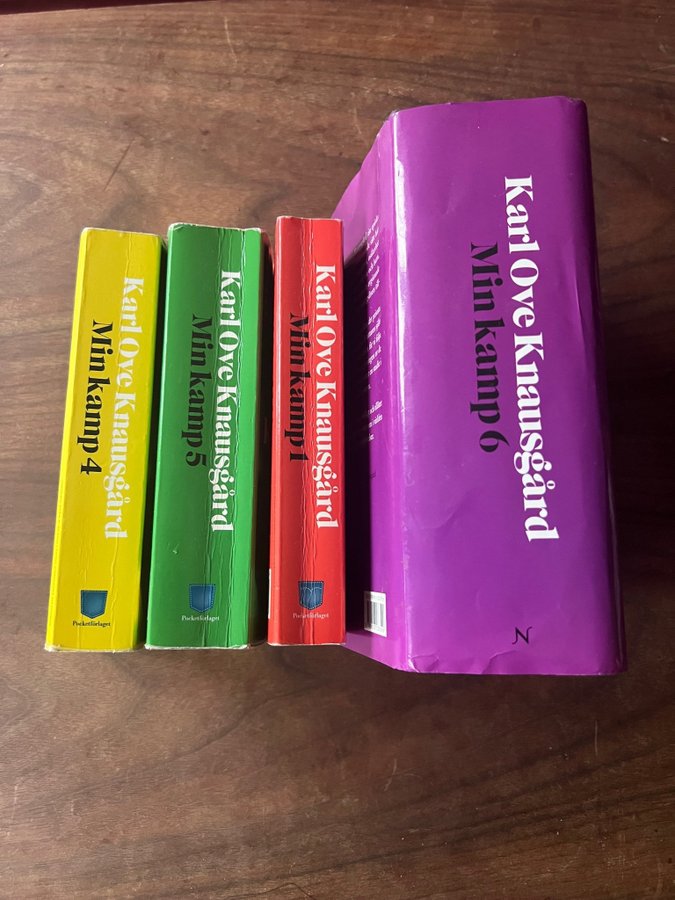 Karl Ove Knausgård
Min kamp 4
Pocketförlaget
Karl Ove Knausgård
Min kamp 5
Pocketförlaget
Karl Ove Knausgård
Min kamp 1
Pocketförlaget
Karl Ove Knausgård
Min kamp 6
N